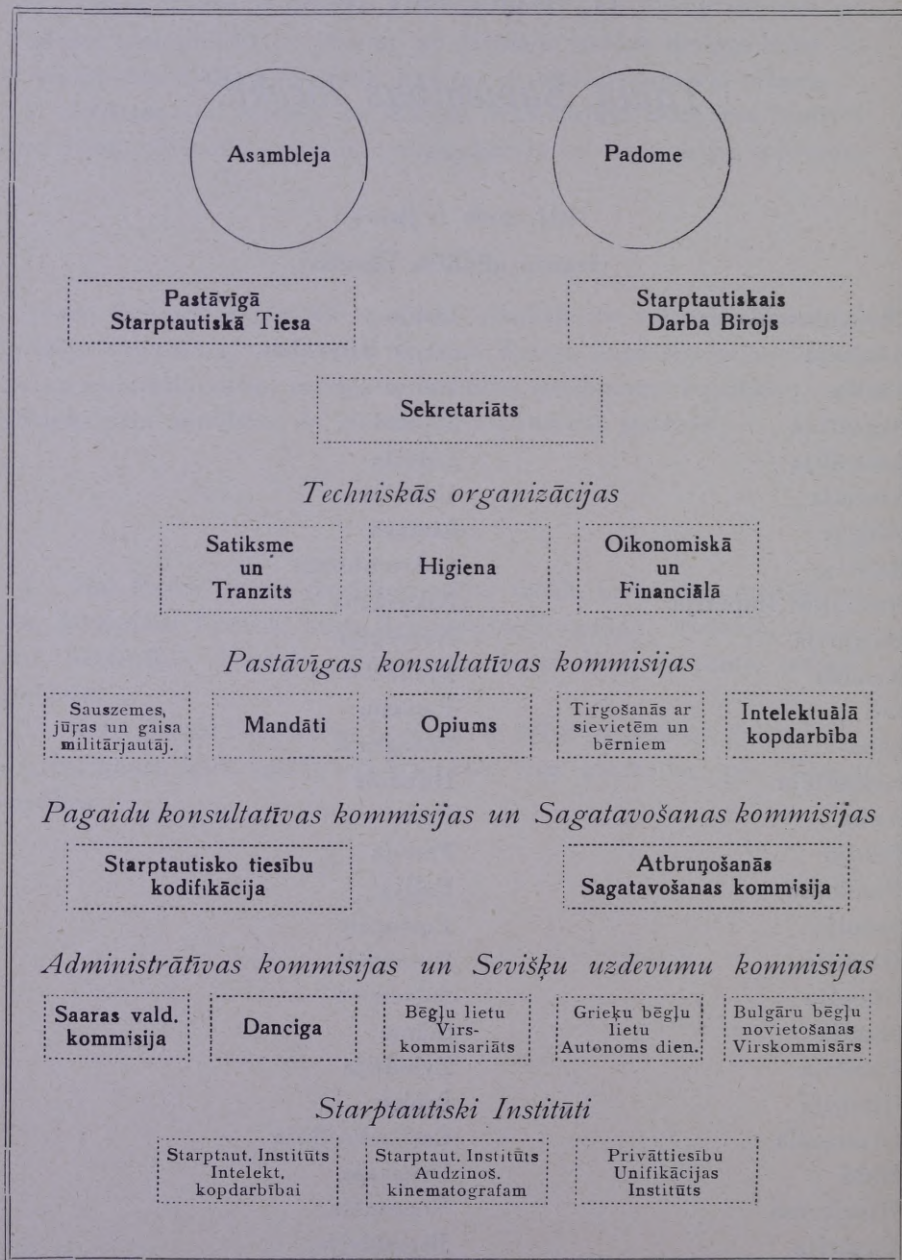 Asambleja
Padome
Pastāvīgā
Starptautiskā Tiesa
Starptautiskais
Darba Birojs
Sekretariāts
Techniskās organizācijas
Satiksme
un
Tranzits
Higiena
Oikonomiskā
un
Financiālā
Pastāvīgas konsultatīvas kommisijas
Sauszemes,
jūŗas un gaisa
militārjautāj.
Mandāti
Opiums
Tirgošanās ar
sievietēm un
bērniem
Intelektuālā
kopdarbība
Pagaidu konsultatīvas kommisijas un Sagatavošanas kommisijas
Starptautisko tiesību
kodifikācija
Atbruņošanās
Sagatavošanas kommisija
Administrātīvas kommisijas un Sevišķu uzdevumu kommisijas
Saaras vald.
kommisija
Danciga
Bēgļu lietu
Virs-
kommisariāts
Grieķu bēgļu
lietu
Autonoms dien.
Bulgāru bēgļu
novietošanas
Virskommisārs
Starptautiski Institūti
Starptaut. Institūts
Intelekt.
kopdarbībai
Starptaut. Institūts
Audzinoš.
kinematografam
Privāttiesību
Unifikācijas
Institūts